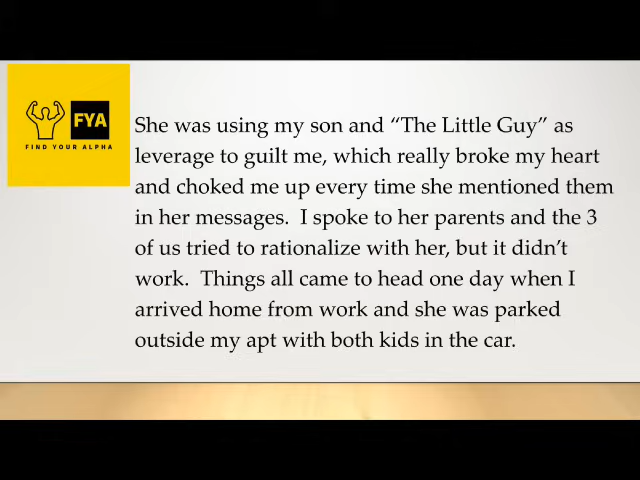 FYA
FIND YOUR ALPHA
She was using my son and “The Little Guy” as
leverage to guilt me, which really broke my heart
and choked me up every time she mentioned them
in her messages.  I spoke to her parents and the 3
of us tried to rationalize with her, but it didn’t
work.  Things all came to head one day when I
arrived home from work and she was parked
outside my apt with both kids in the car.